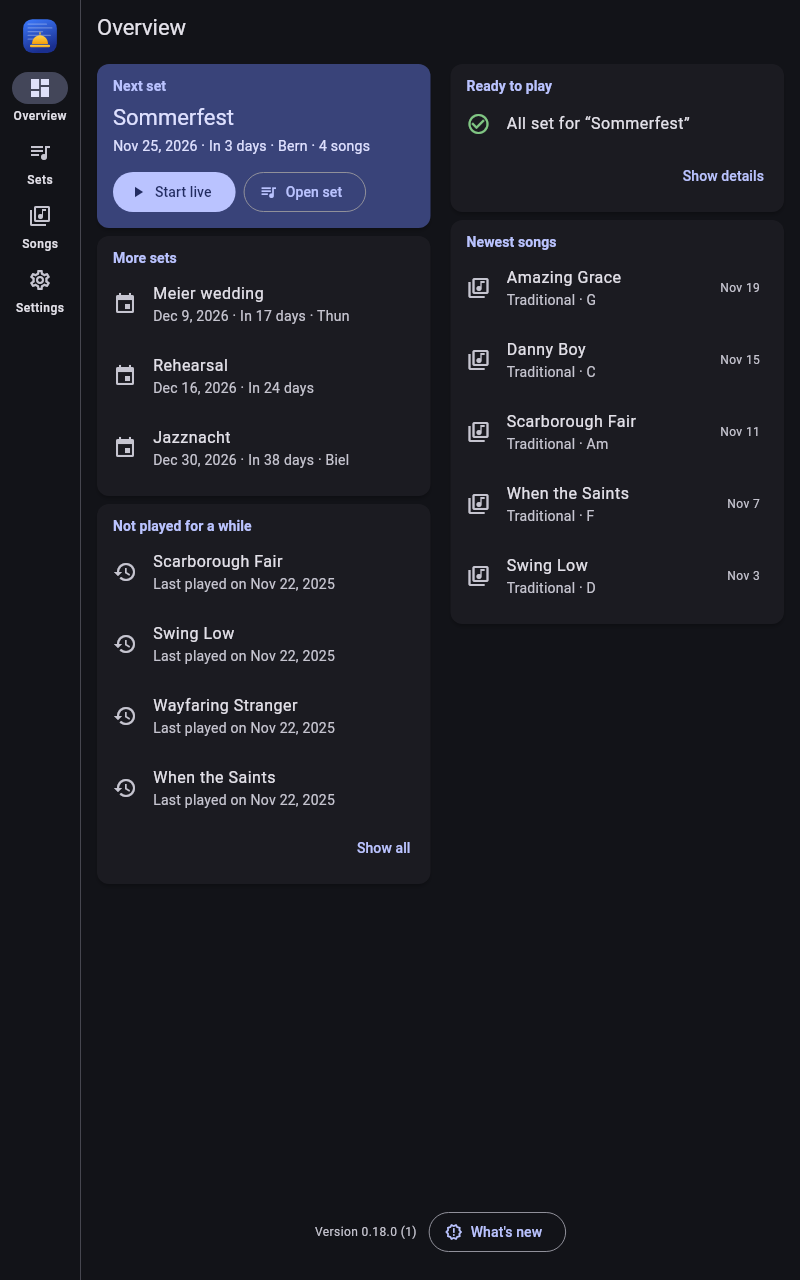 Overview
Overview
Sets
Songs
Settings
Next set
Sommerfest
Nov 25, 2026 · In 3 days · Bern · 4 songs
Start live
Open set
More sets
Meier wedding
Dec 9, 2026 · In 17 days · Thun
Rehearsal
Dec 16, 2026 · In 24 days
Jazznacht
Dec 30, 2026 · In 38 days · Biel
Not played for a while
Scarborough Fair
Last played on Nov 22, 2025
Swing Low
Last played on Nov 22, 2025
Wayfaring Stranger
Last played on Nov 22, 2025
When the Saints
Last played on Nov 22, 2025
Show all
Ready to play
All set for “Sommerfest”
Show details
Newest songs
Amazing Grace
Traditional · G
Nov 19
Danny Boy
Traditional · C
Nov 15
Scarborough Fair
Traditional · Am
Nov 11
When the Saints
Traditional · F
Nov 7
Swing Low
Traditional · D
Nov 3
Version 0.18.0 (1)
What's new